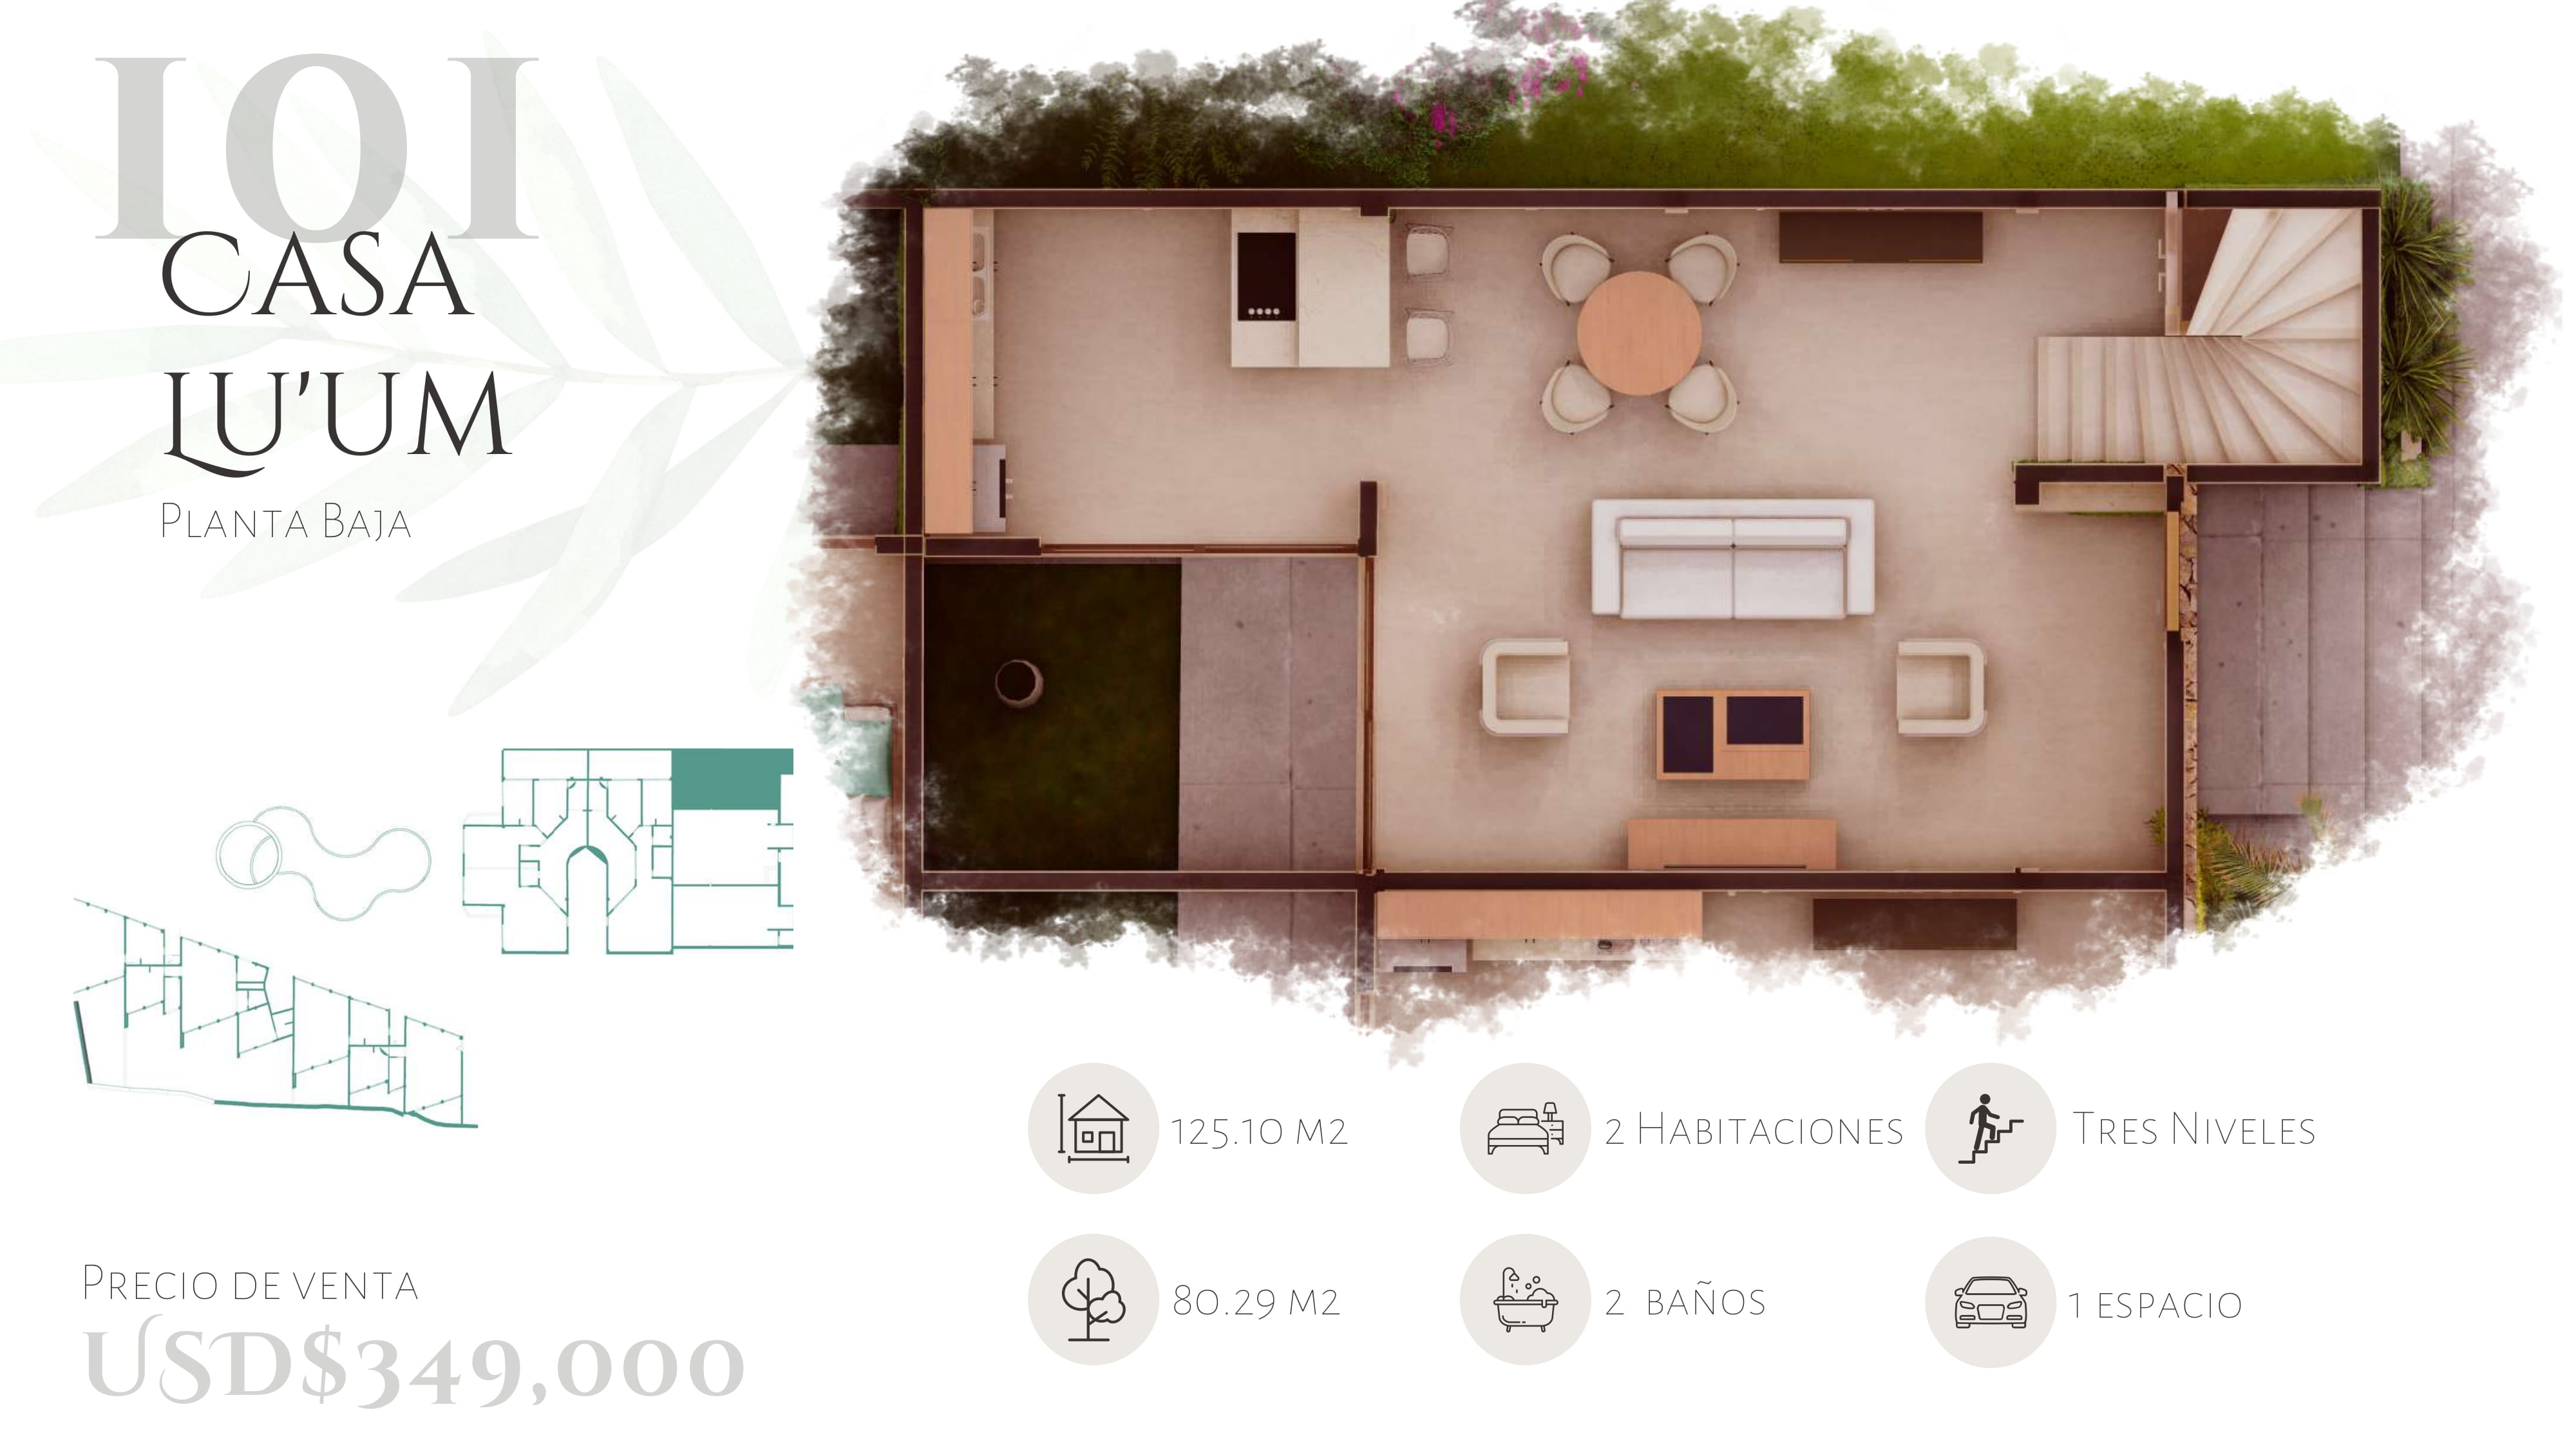 101
Casa
Lu'um
Planta Baja
125.10 m2
2 Habitaciones
Tres Niveles
80.29 m2
2 baños
1 espacio
Precio de venta
USD$349,000